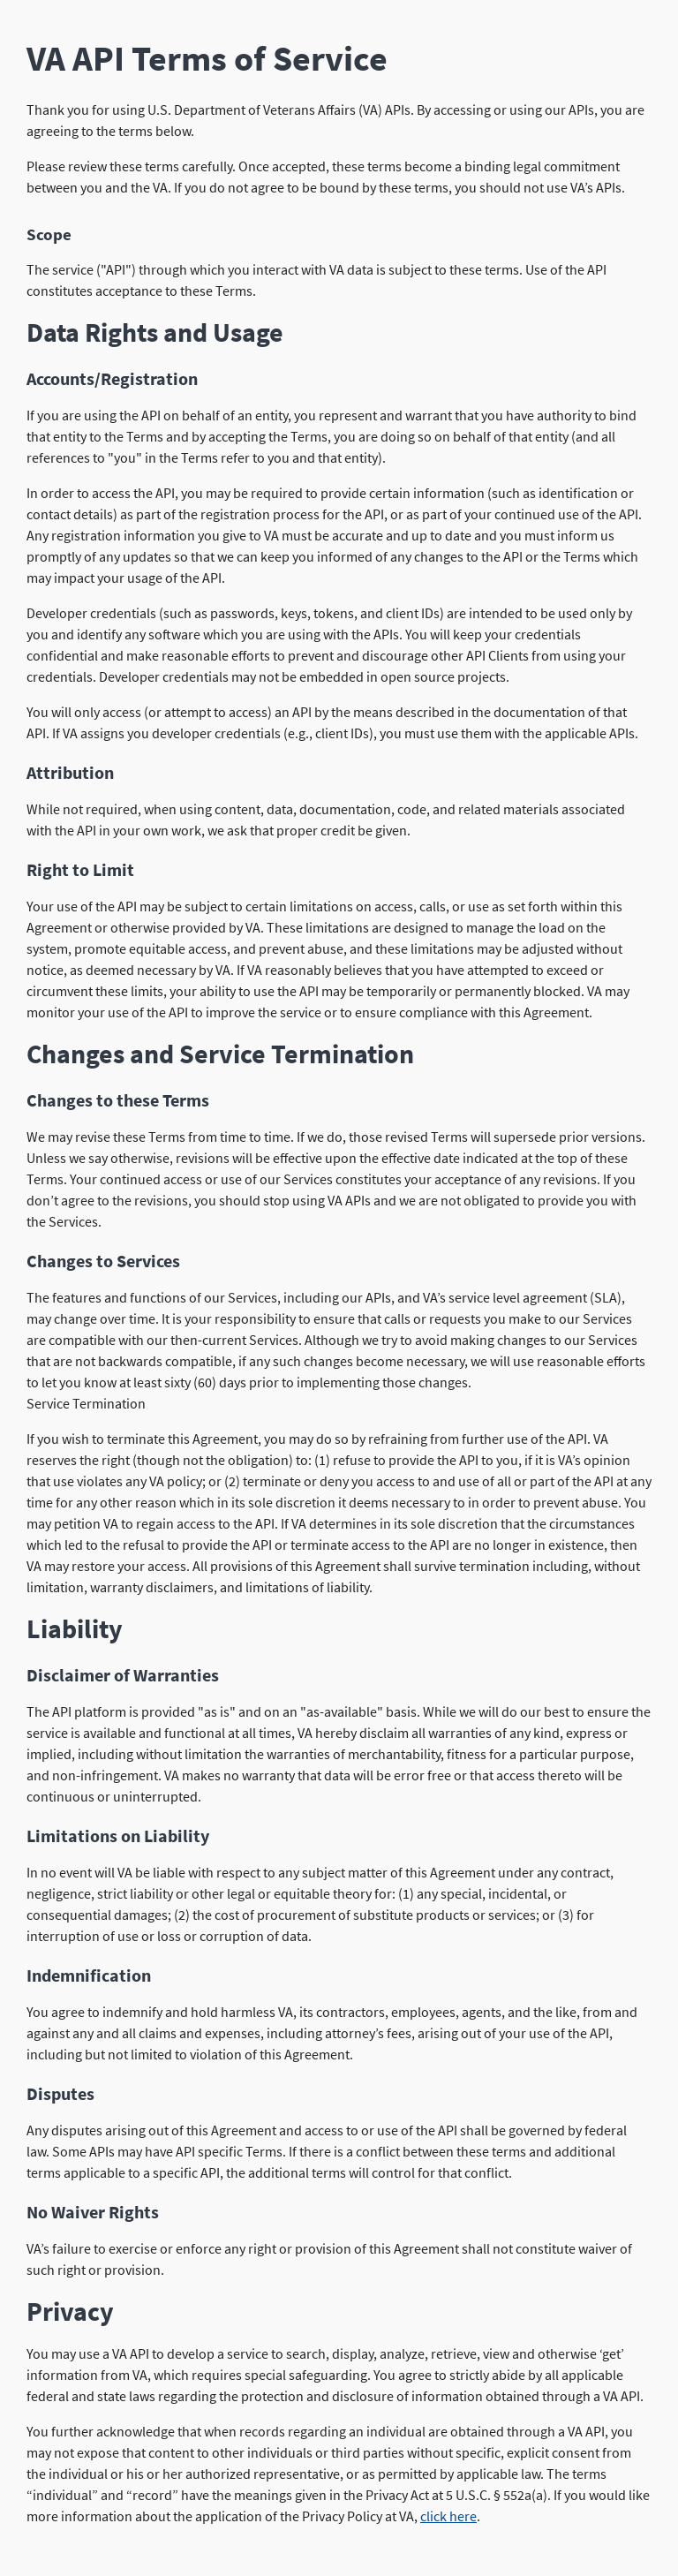 VA API Terms of Service
Thank you for using U.S. Department of Veterans Affairs (VA) APIs. By accessing or using our APIs, you are
agreeing to the terms below.
Please review these terms carefully. Once accepted, these terms become a binding legal commitment
between you and the VA. If you do not agree to be bound by these terms, you should not use VA’s APIs.
Scope
The service ("API") through which you interact with VA data is subject to these terms. Use of the API
constitutes acceptance to these Terms.
Data Rights and Usage
Accounts/Registration
If you are using the API on behalf of an entity, you represent and warrant that you have authority to bind
that entity to the Terms and by accepting the Terms, you are doing so on behalf of that entity (and all
references to "you" in the Terms refer to you and that entity).
In order to access the API, you may be required to provide certain information (such as identification or
contact details) as part of the registration process for the API, or as part of your continued use of the API.
Any registration information you give to VA must be accurate and up to date and you must inform us
promptly of any updates so that we can keep you informed of any changes to the API or the Terms which
may impact your usage of the API.
Developer credentials (such as passwords, keys, tokens, and client IDs) are intended to be used only by
you and identify any software which you are using with the APIs. You will keep your credentials
confidential and make reasonable efforts to prevent and discourage other API Clients from using your
credentials. Developer credentials may not be embedded in open source projects.
You will only access (or attempt to access) an API by the means described in the documentation of that
API. If VA assigns you developer credentials (e.g., client IDs), you must use them with the applicable APIs.
Attribution
While not required, when using content, data, documentation, code, and related materials associated
with the API in your own work, we ask that proper credit be given.
Right to Limit
Your use of the API may be subject to certain limitations on access, calls, or use as set forth within this
Agreement or otherwise provided by VA. These limitations are designed to manage the load on the
system, promote equitable access, and prevent abuse, and these limitations may be adjusted without
notice, as deemed necessary by VA. If VA reasonably believes that you have attempted to exceed or
circumvent these limits, your ability to use the API may be temporarily or permanently blocked. VA may
monitor your use of the API to improve the service or to ensure compliance with this Agreement.
Changes and Service Termination
Changes to these Terms
We may revise these Terms from time to time. If we do, those revised Terms will supersede prior versions.
Unless we say otherwise, revisions will be effective upon the effective date indicated at the top of these
Terms. Your continued access or use of our Services constitutes your acceptance of any revisions. If you
don’t agree to the revisions, you should stop using VA APIs and we are not obligated to provide you with
the Services.
Changes to Services
The features and functions of our Services, including our APIs, and VA’s service level agreement (SLA),
may change over time. It is your responsibility to ensure that calls or requests you make to our Services
are compatible with our then-current Services. Although we try to avoid making changes to our Services
that are not backwards compatible, if any such changes become necessary, we will use reasonable efforts
to let you know at least sixty (60) days prior to implementing those changes.
Service Termination
If you wish to terminate this Agreement, you may do so by refraining from further use of the API. VA
reserves the right (though not the obligation) to: (1) refuse to provide the API to you, if it is VA’s opinion
that use violates any VA policy; or (2) terminate or deny you access to and use of all or part of the API at any
time for any other reason which in its sole discretion it deems necessary to in order to prevent abuse. You
may petition VA to regain access to the API. If VA determines in its sole discretion that the circumstances
which led to the refusal to provide the API or terminate access to the API are no longer in existence, then
VA may restore your access. All provisions of this Agreement shall survive termination including, without
limitation, warranty disclaimers, and limitations of liability.
Liability
Disclaimer of Warranties
The API platform is provided "as is" and on an "as-available" basis. While we will do our best to ensure the
service is available and functional at all times, VA hereby disclaim all warranties of any kind, express or
implied, including without limitation the warranties of merchantability, fitness for a particular purpose,
and non-infringement. VA makes no warranty that data will be error free or that access thereto will be
continuous or uninterrupted.
Limitations on Liability
In no event will VA be liable with respect to any subject matter of this Agreement under any contract,
negligence, strict liability or other legal or equitable theory for: (1) any special, incidental, or
consequential damages; (2) the cost of procurement of substitute products or services; or (3) for
interruption of use or loss or corruption of data.
Indemnification
You agree to indemnify and hold harmless VA, its contractors, employees, agents, and the like, from and
against any and all claims and expenses, including attorney’s fees, arising out of your use of the API,
including but not limited to violation of this Agreement.
Disputes
Any disputes arising out of this Agreement and access to or use of the API shall be governed by federal
law. Some APIs may have API specific Terms. If there is a conflict between these terms and additional
terms applicable to a specific API, the additional terms will control for that conflict.
No Waiver Rights
VA’s failure to exercise or enforce any right or provision of this Agreement shall not constitute waiver of
such right or provision.
Privacy
You may use a VA API to develop a service to search, display, analyze, retrieve, view and otherwise ‘get’
information from VA, which requires special safeguarding. You agree to strictly abide by all applicable
federal and state laws regarding the protection and disclosure of information obtained through a VA API.
You further acknowledge that when records regarding an individual are obtained through a VA API, you
may not expose that content to other individuals or third parties without specific, explicit consent from
the individual or his or her authorized representative, or as permitted by applicable law. The terms
“individual” and “record” have the meanings given in the Privacy Act at 5 U.S.C. § 552a(a). If you would like
more information about the application of the Privacy Policy at VA, click here.